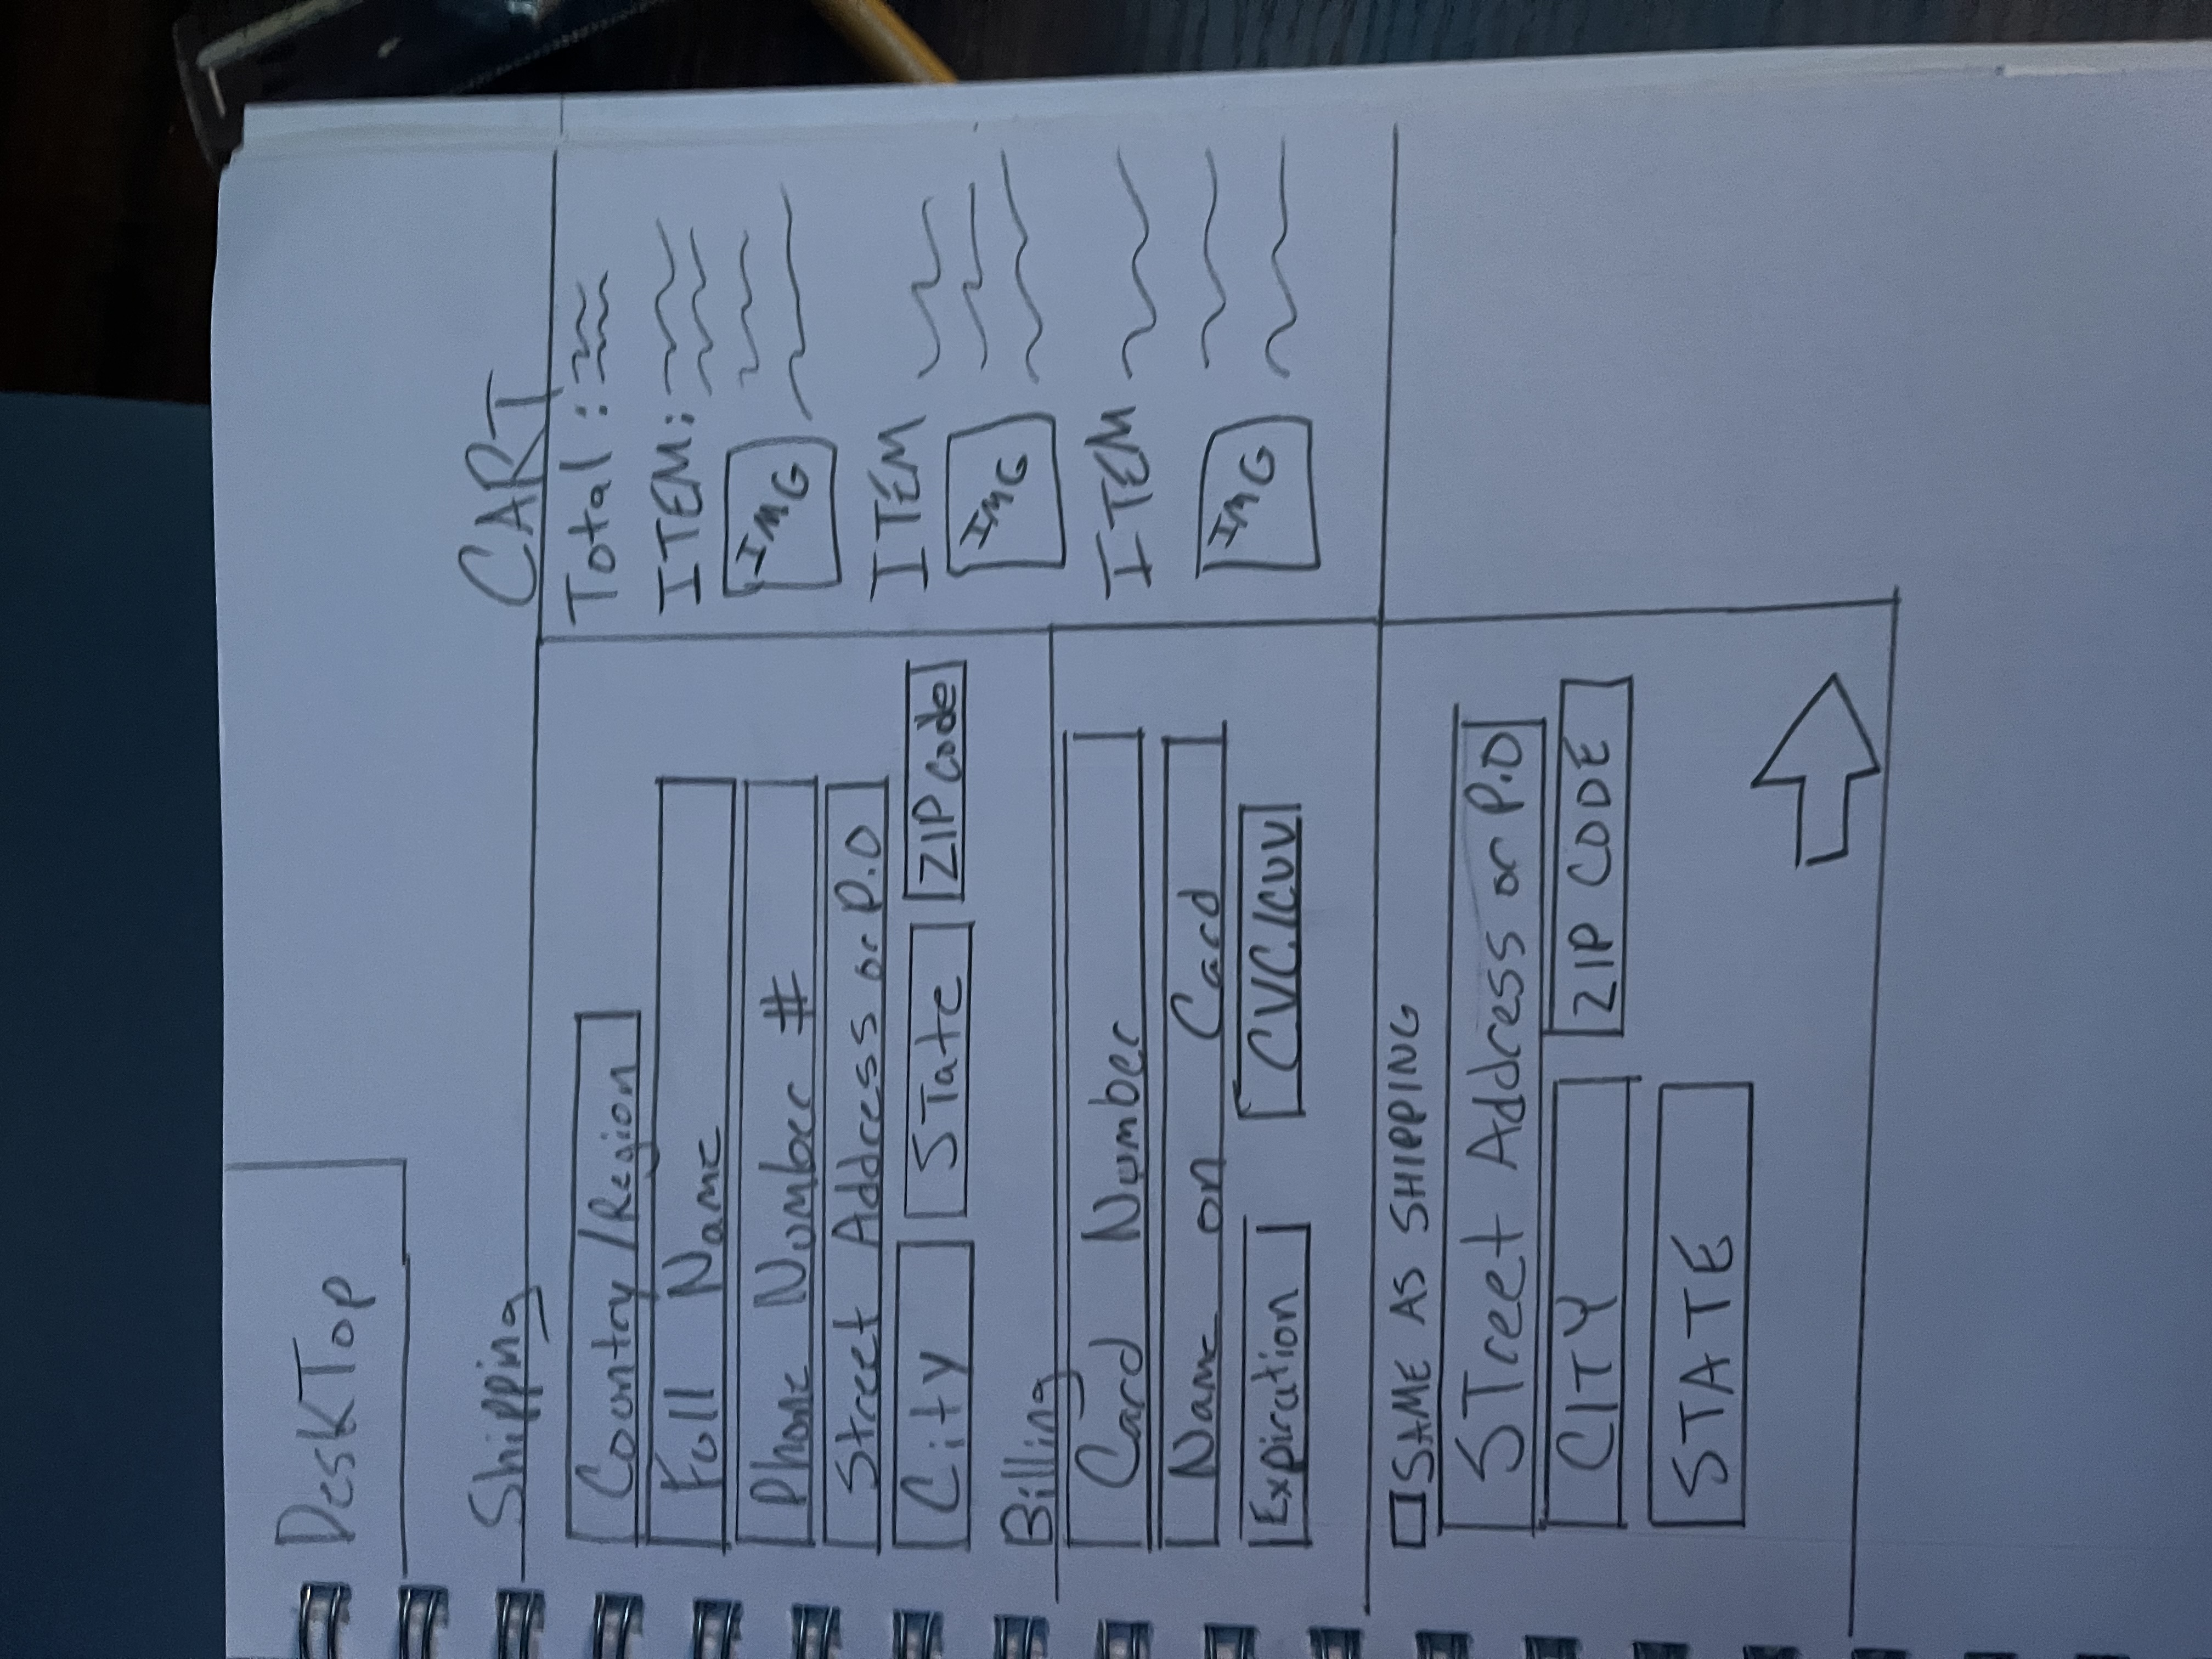 DeskTop
Shipping
Country/Region
Full Name
Phone Number #
Street Address or P.O
City STate ZIP code
Billing
Card Number
Name on Card
Expiration CVC/CVV
SAME AS SHIPPING
STreet Address or P.O
CITY ZIP CODE
STATE
CART
Total:
ITEM:
IMG
ITEM
IMG
ITEM
IMG